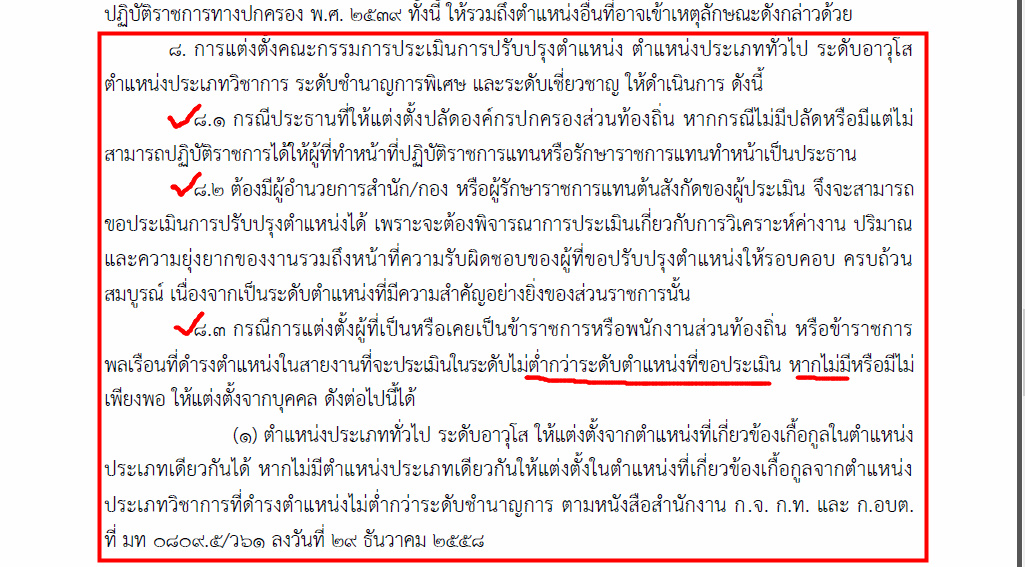 ปฏิบัติราชการทางปกครอง พ.ศ. ๒๕๓๙ ทั้งนี้ ให้รวมถึงตำแหน่งอื่นที่อาจเข้าเหตุลักษณะดังกล่าวด้วย
๘. การแต่งตั้งคณะกรรมการประเมินการปรับปรุงตำแหน่ง ตำแหน่งประเภททั่วไป ระดับอาวุโส
ตำแหน่งประเภทวิชาการ ระดับชำนาญการพิเศษ และระดับเชี่ยวชาญ ให้ดำเนินการ ดังนี้
๘.๑ กรณีประธานที่ให้แต่งตั้งปลัดองค์กรปกครองส่วนท้องถิ่น หากกรณีไม่มีปลัดหรือมีแต่ไม่
สามารถปฏิบัติราชการได้ให้ผู้ที่ทำหน้าที่ปฏิบัติราชการแทนหรือรักษาราชการแทนทำหน้าเป็นประธาน
๘.๒ ต้องมีผู้อำนวยการสำนัก/กอง หรือผู้รักษาราชการแทนต้นสังกัดของผู้ประเมิน จึงจะสามารถ
ขอประเมินการปรับปรุงตำแหน่งได้ เพราะจะต้องพิจารณาการประเมินเกี่ยวกับการวิเคราะห์ค่างาน ปริมาณ
และความยุ่งยากของงานรวมถึงหน้าที่ความรับผิดชอบของผู้ที่ขอปรับปรุงตำแหน่งให้รอบคอบ ครบถ้วน
สมบูรณ์ เนื่องจากเป็นระดับตำแหน่งที่มีความสำคัญอย่างยิ่งของส่วนราชการนั้น
๘.๓ กรณีการแต่งตั้งผู้ที่เป็นหรือเคยเป็นข้าราชการหรือพนักงานส่วนท้องถิ่น หรือข้าราชการ
พลเรือนที่ดำรงตำแหน่งในสายงานที่จะประเมินในระดับไม่ต่ำกว่าระดับตำแหน่งที่ขอประเมิน หากไม่มีหรือมีไม่
เพียงพอ ให้แต่งตั้งจากบุคคล ดังต่อไปนี้ได้
(๑) ตำแหน่งประเภททั่วไป ระดับอาวุโส ให้แต่งตั้งจากตำแหน่งที่เกี่ยวข้องเกื้อกูลในตำแหน่ง
ประเภทเดียวกันได้ หากไม่มีตำแหน่งประเภทเดียวกันให้แต่งตั้งในตำแหน่งที่เกี่ยวข้องเกื้อกูลจากตำแหน่ง
ประเภทวิชาการที่ดำรงตำแหน่งไม่ต่ำกว่าระดับชำนาญการ ตามหนังสือสำนักงาน ก.จ. ก.ท. และ ก.อบต.
ที่ มท ๐๘๐๙.๕/ว๖๑ ลงวันที่ ๒๙ ธันวาคม ๒๕๕๘